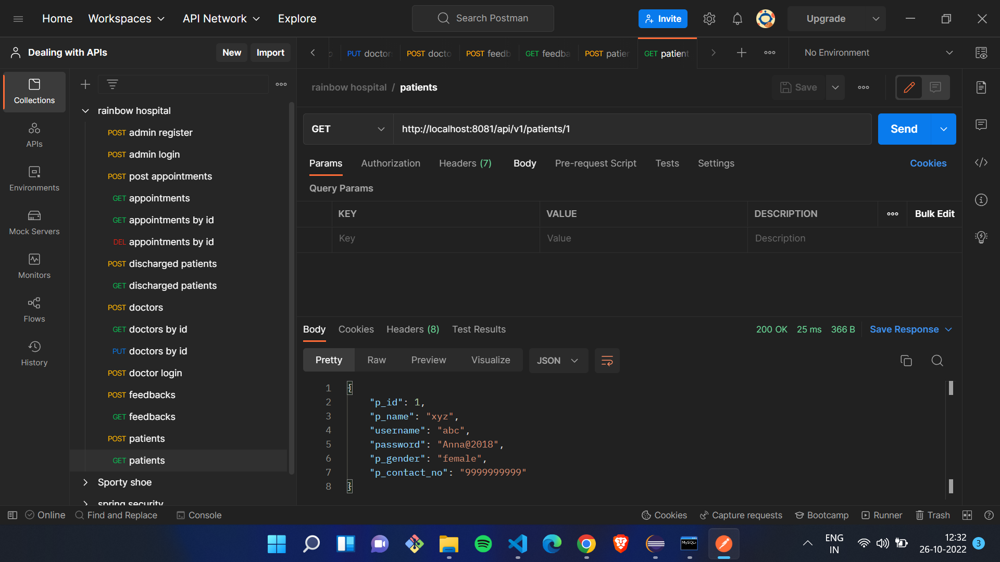 Home
Workspaces
API Network
Explore
Search Postman
Invite
Upgrade
Dealing with APIs
New
Import
PUT doctor
POST docto
POST feedb
GET feedba
POST patier
GET patient
No Environment
Collections
APIs
Environments
Mock Servers
Monitors
Flows
History
rainbow hospital
POST admin register
POST admin login
POST post appointments
GET appointments
GET appointments by id
DEL appointments by id
POST discharged patients
GET discharged patients
POST doctors
GET doctors by id
PUT doctors by id
POST doctor login
POST feedbacks
GET feedbacks
POST patients
GET patients
Sporty shoe
spring security
rainbow hospital / patients
Save
GET
http://localhost:8081/api/v1/patients/1
Send
Params
Authorization
Headers (7)
Body
Pre-request Script
Tests
Settings
Cookies
Query Params
KEY
VALUE
DESCRIPTION
Bulk Edit
Key
Value
Description
Body
Cookies
Headers (8)
Test Results
200 OK
25 ms
366 B
Save Response
Pretty
Raw
Preview
Visualize
JSON
1 {
2 "p_id": 1,
3 "p_name": "xyz",
4 "username": "abc",
5 "password": "Anna@2018",
6 "p_gender": "female",
7 "p_contact_no": "9999999999"
8 }
Online
Find and Replace
Console
Cookies
Capture requests
Bootcamp
Runner
Trash
MySQL>
ENG
IN
12:32
26-10-2022
3